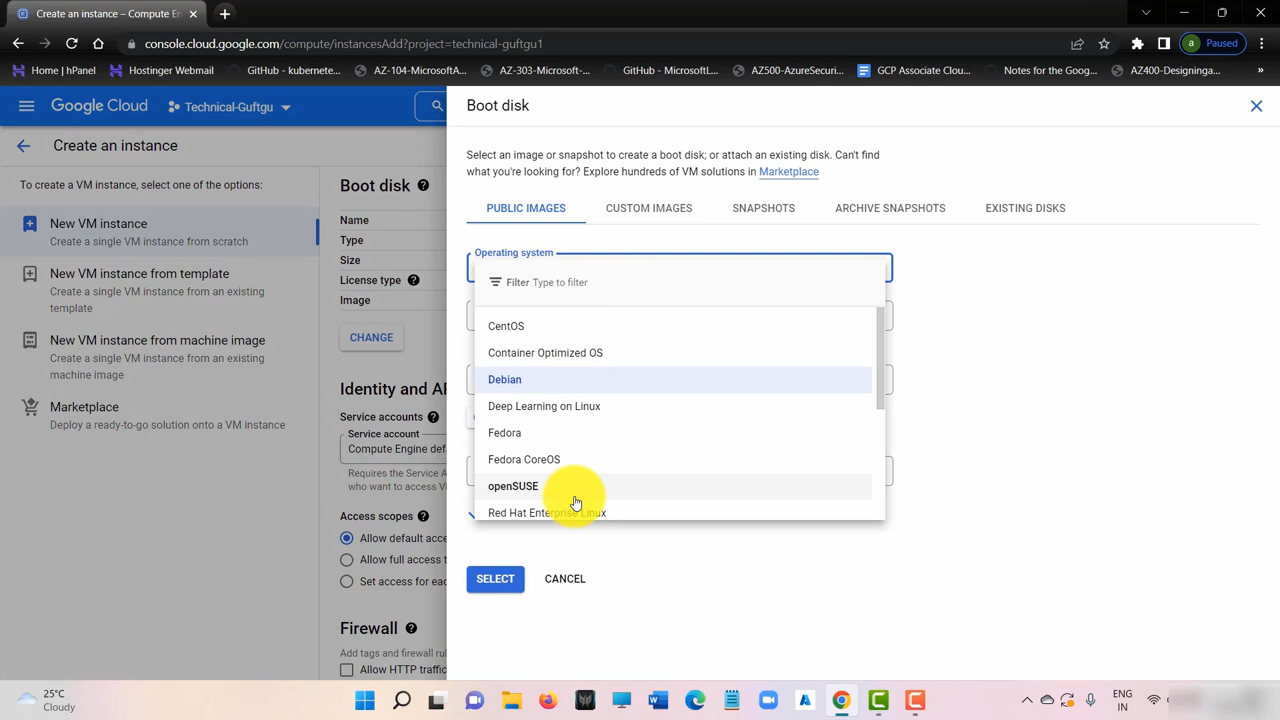 Create an instance – Compute En
console.cloud.google.com/compute/instancesAdd?project=technical-guftgu1
a Paused
Home | hPanel
Hostinger Webmail
GitHub - kubernete...
AZ-104-MicrosoftA...
AZ-303-Microsoft-...
GitHub - MicrosoftL...
AZ500-AzureSecuri...
GCP Associate Clou...
Notes for the Goog...
AZ400-Designinga...
»
Google Cloud
Technical-Guftgu
Create an instance
To create a VM instance, select one of the options:
New VM instance
Create a single VM instance from scratch
New VM instance from template
Create a single VM instance from an existing
template
New VM instance from machine image
Create a single VM instance from an existing
machine image
Marketplace
Deploy a ready-to-go solution onto a VM instance
Boot disk
Name
Type
Size
License type
Image
CHANGE
Identity and AP
Service accounts
Service account
Compute Engine def
Requires the Service A
who want to access VM
Access scopes
Allow default acce
Allow full access t
Set access for eac
Firewall
Add tags and firewall ru
Allow HTTP traffic
Boot disk
Select an image or snapshot to create a boot disk; or attach an existing disk. Can't find
what you're looking for? Explore hundreds of VM solutions in Marketplace
PUBLIC IMAGES
CUSTOM IMAGES
SNAPSHOTS
ARCHIVE SNAPSHOTS
EXISTING DISKS
Operating system
Filter Type to filter
CentOS
Container Optimized OS
Debian
Deep Learning on Linux
Fedora
Fedora CoreOS
openSUSE
Red Hat Enterprise Linux
SELECT
CANCEL
25°C
Cloudy
ENG
IN